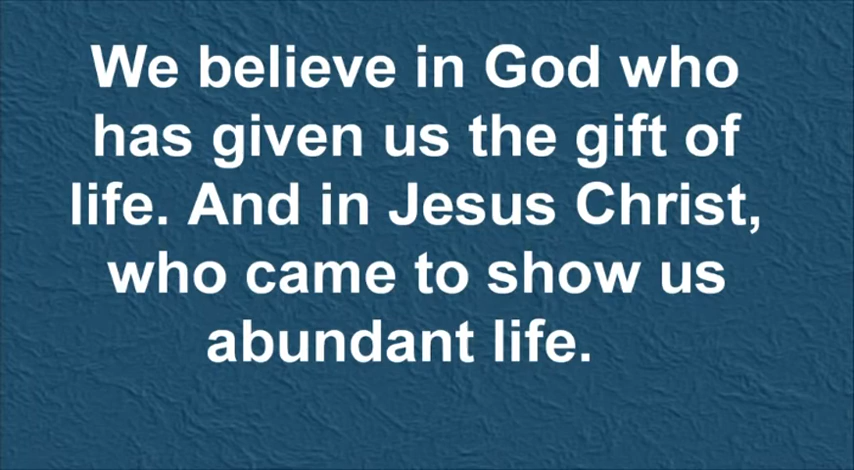 We believe in God who
has given us the gift of
life. And in Jesus Christ,
who came to show us
abundant life.